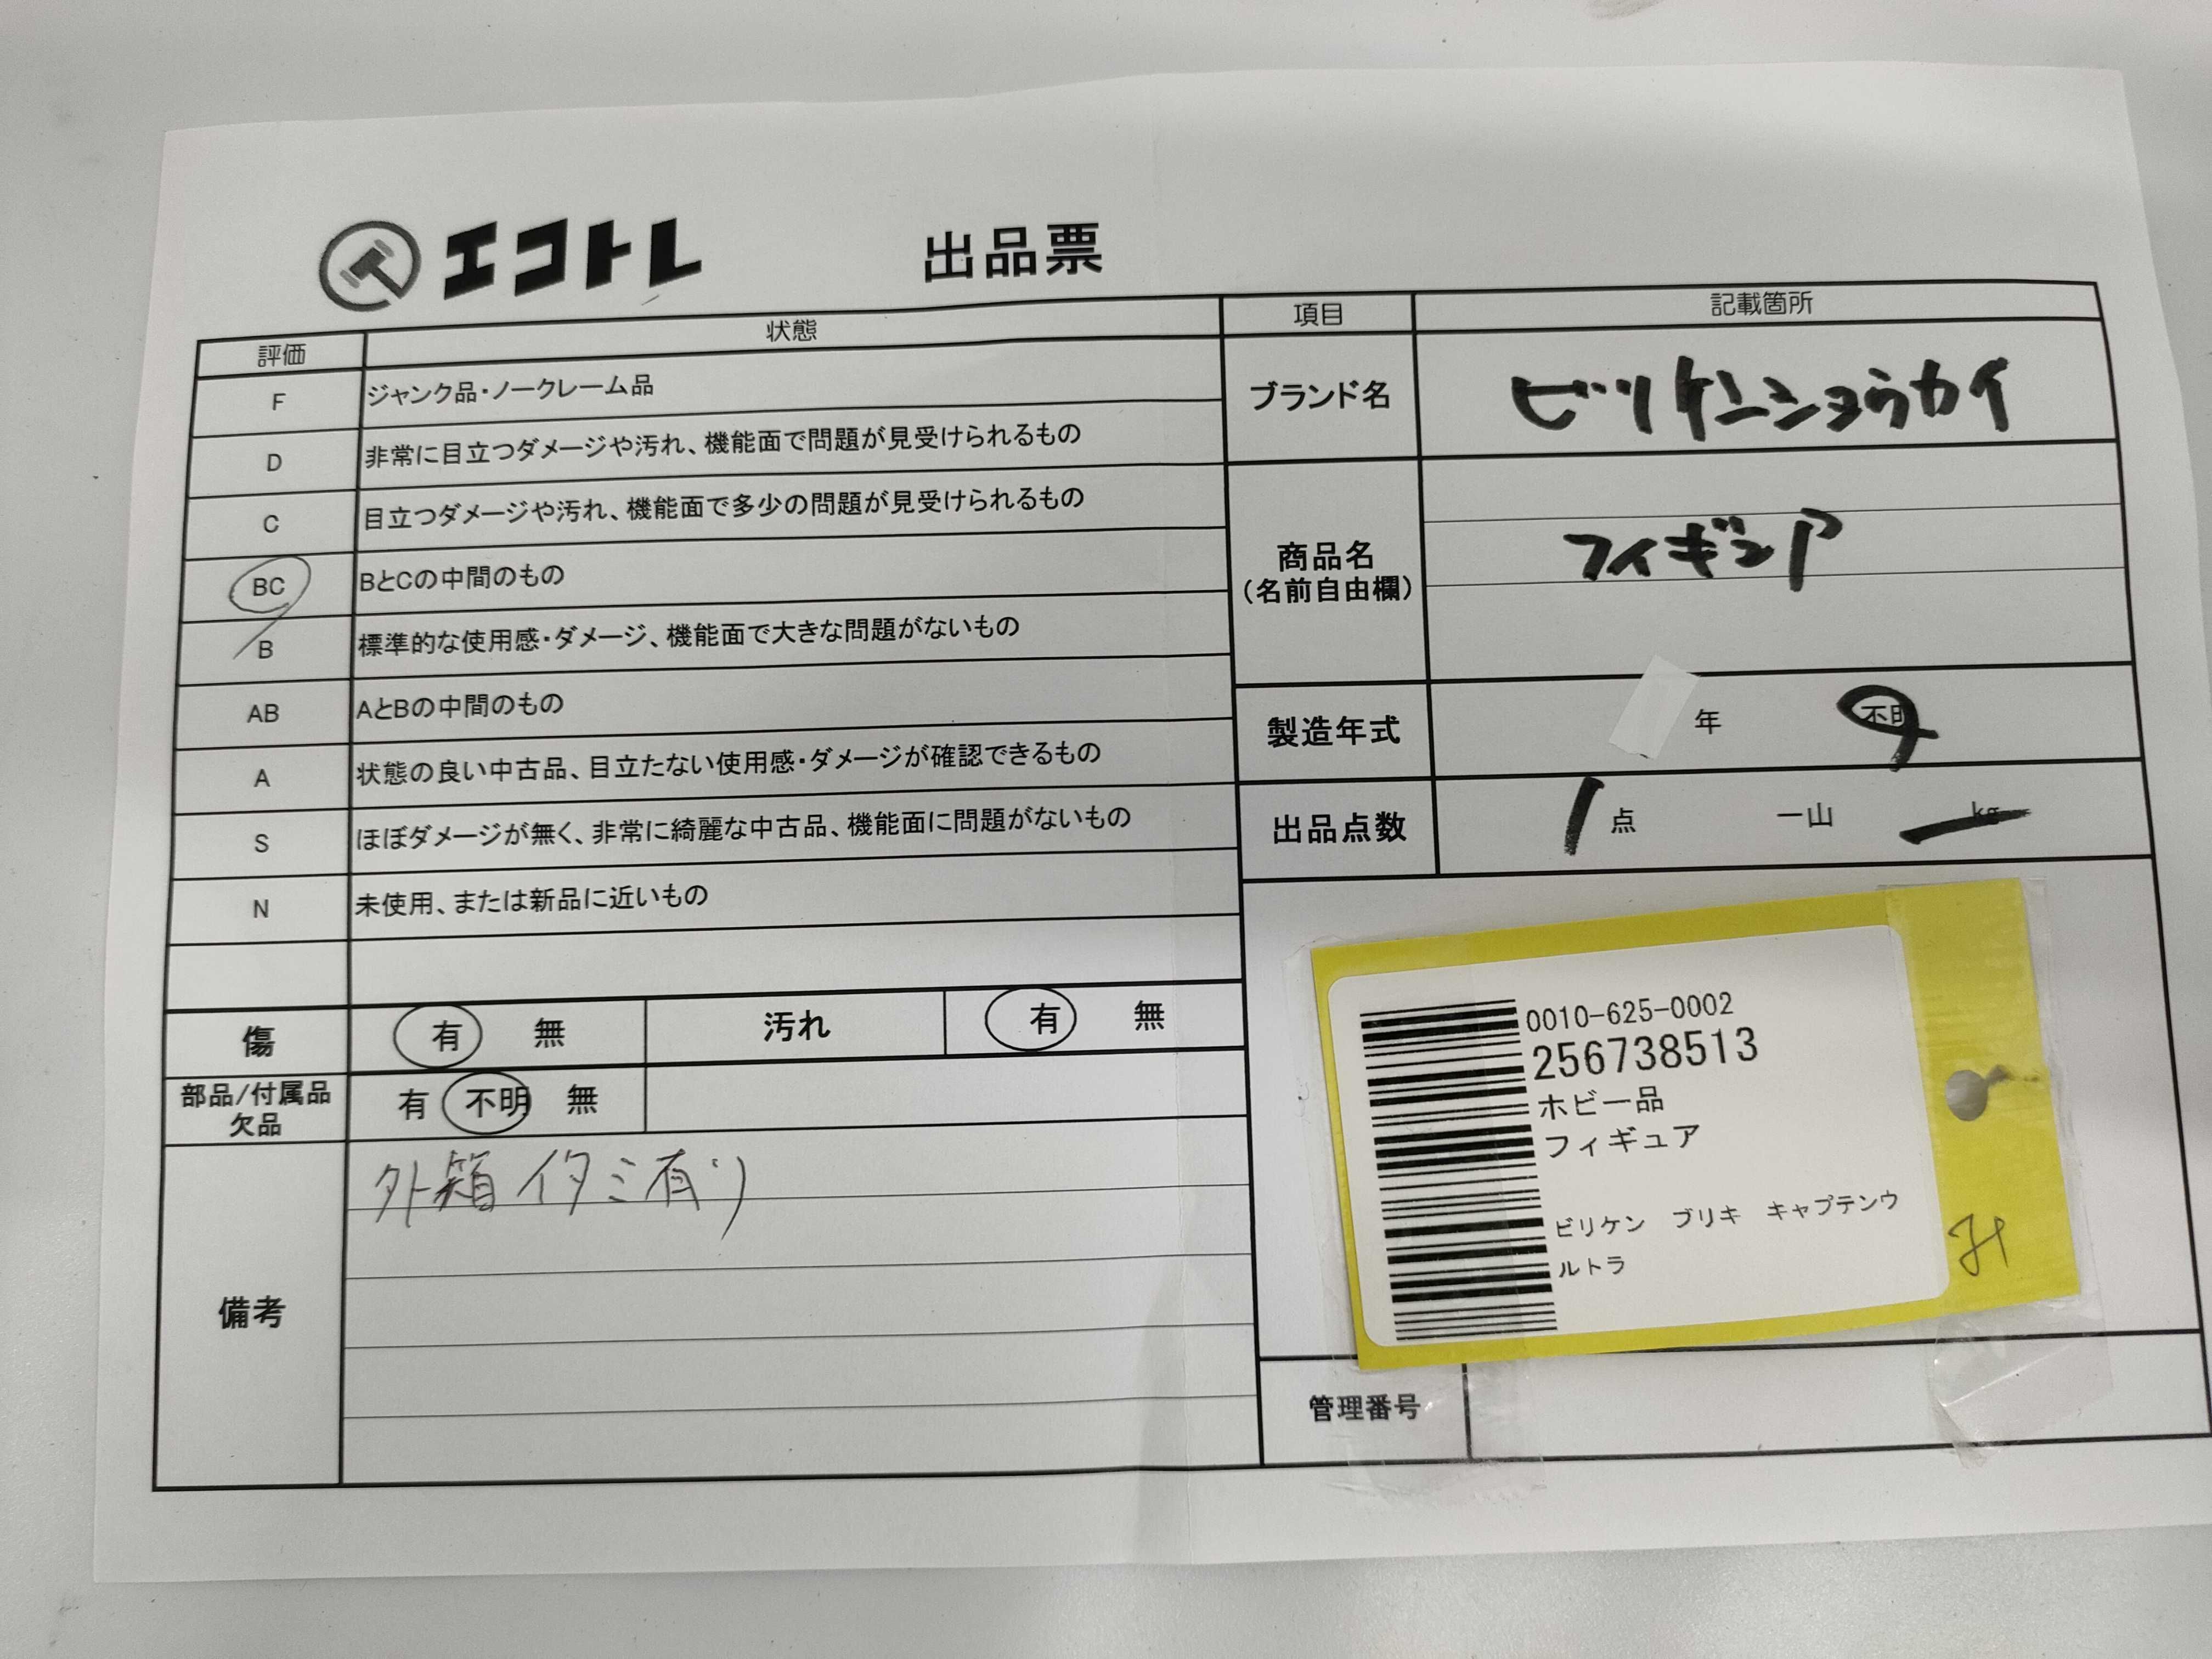 エコトレ
出品票
評価 状態
F ジャンク品・ノークレーム品
D 非常に目立つダメージや汚れ、機能面で問題が見受けられるもの
C 目立つダメージや汚れ、機能面で多少の問題が見受けられるもの
BC BとCの中間のもの
B 標準的な使用感・ダメージ、機能面で大きな問題がないもの
AB AとBの中間のもの
A 状態の良い中古品、目立たない使用感・ダメージが確認できるもの
S ほぼダメージが無く、非常に綺麗な中古品、機能面に問題がないもの
N 未使用、または新品に近いもの
傷 有 無 汚れ 有 無
部品/付属品
欠品
有 不明 無
備考
外箱イタミ有り
項目 記載箇所
ブランド名 ビリケンショウカイ
商品名
(名前自由欄)
フィギュア
製造年式 年 不明
出品点数 1 点 一山 kg
0010-625-0002
256738513
ホビー品
フィギュア
ビリケン ブリキ キャプテンウ
ルトラ
管理番号